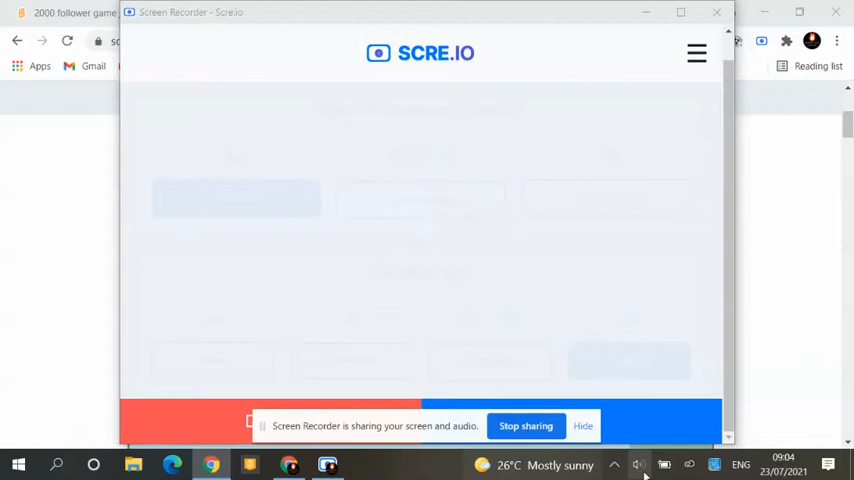 2000 follower game
Screen Recorder - Scre.io
SCRE.IO
Apps
Gmail
Reading list
Screen Recorder is sharing your screen and audio.
Stop sharing
Hide
26°C Mostly sunny
ENG
09:04
23/07/2021